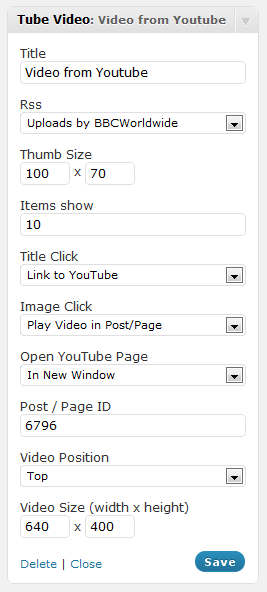 Tube Video: Video from Youtube
Title
Video from Youtube
Rss
Uploads by BBCWorldwide
Thumb Size
100 x 70
Items show
10
Title Click
Link to YouTube
Image Click
Play Video in Post/Page
Open YouTube Page
In New Window
Post / Page ID
6796
Video Position
Top
Video Size (width x height)
640 x 400
Delete | Close Save